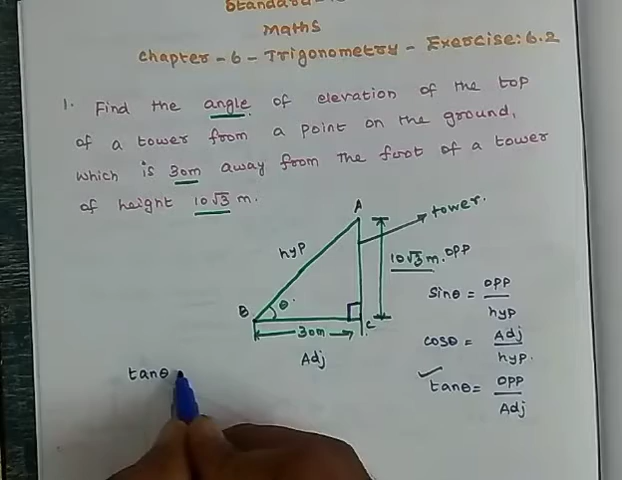 Maths
Chapter - 6 - Trigonometry - Exercise: 6.2
1. Find the angle of elevation of the top
of a tower from a point on the ground,
which is 30m away from the foot of a tower
of height 10√3 m.
A
tower.
hyp
10√3 m. opp
B
θ
C
30m
Adj
sinθ = opp/hyp
cosθ = Adj/hyp.
✓ tanθ = opp/Adj
tanθ